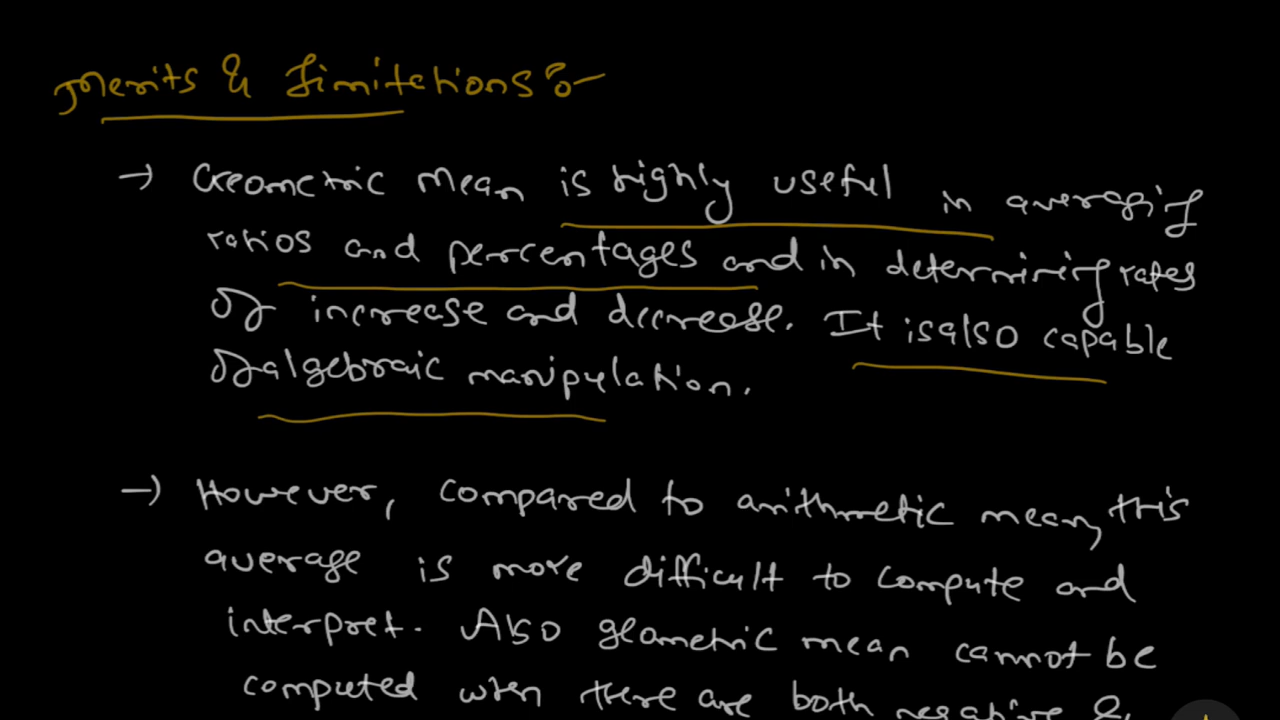 Merits & Limitations :-
→ Geometric mean is highly useful in averaging
ratios and percentages and in determining rates
of increase and decrease. It is also capable
of algebraic manipulation.
→ However, compared to arithmetic mean, this
average is more difficult to compute and
interpret. Also geometric mean cannot be
computed when there are both negative &